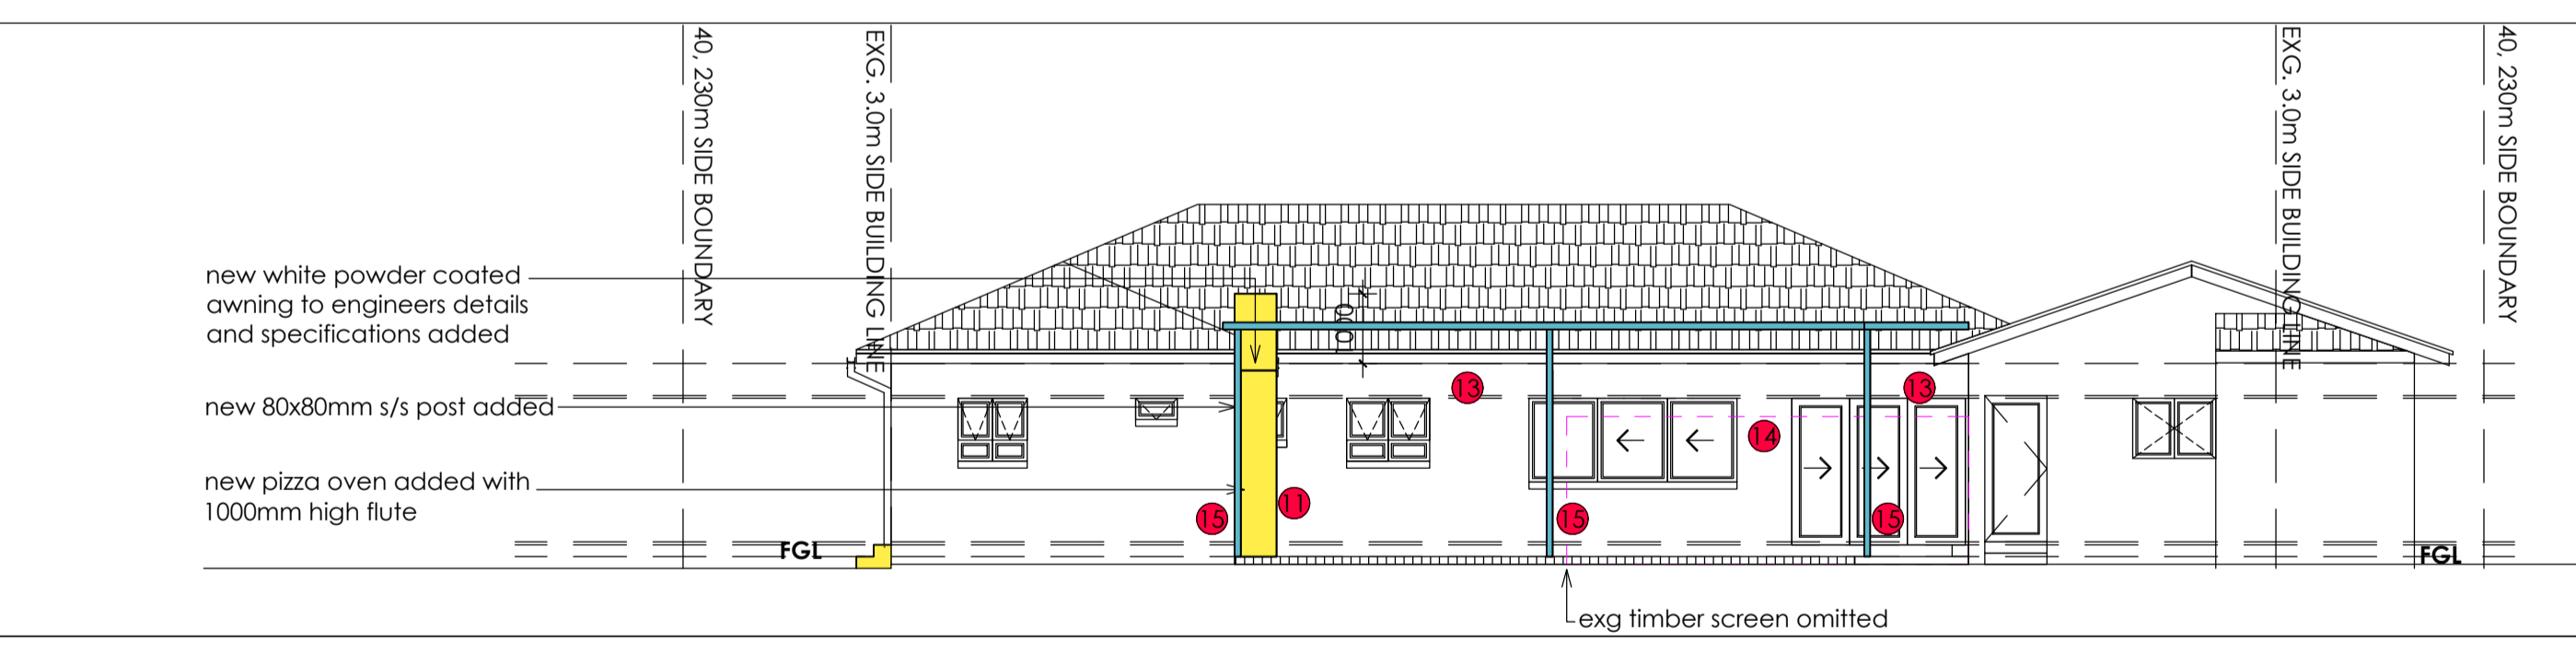 40, 230m SIDE BOUNDARY
EXG. 3.0m SIDE BUILDING LINE
EXG. 3.0m SIDE BUILDING LINE
40, 230m SIDE BOUNDARY
new white powder coated
awning to engineers details
and specifications added
1000
new 80x80mm s/s post added
13
13
14
new pizza oven added with
1000mm high flute
11
15
15
15
FGL
FGL
exg timber screen omitted